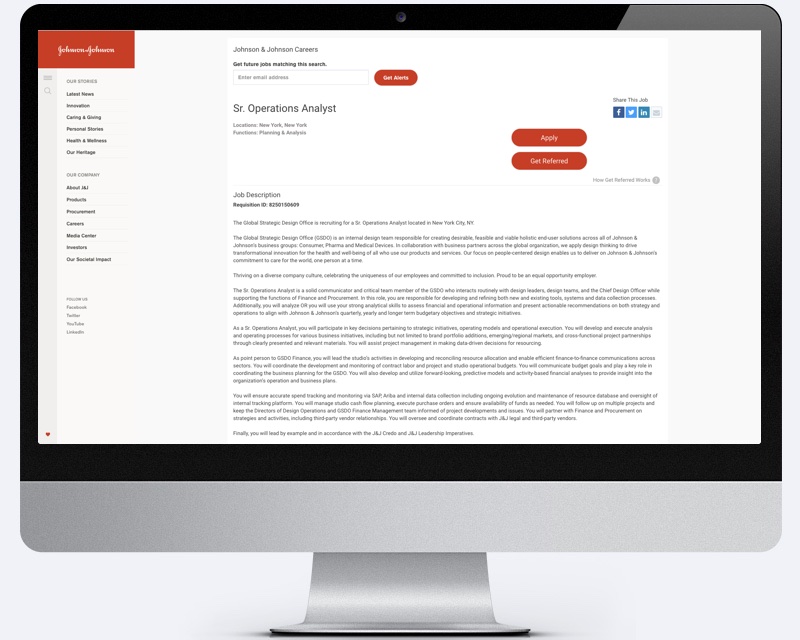 Johnson & Johnson
OUR STORIES
Latest News
Innovation
Caring & Giving
Personal Stories
Health & Wellness
Our Heritage
OUR COMPANY
About J&J
Products
Procurement
Careers
Media Center
Investors
Our Societal Impact
FOLLOW US
Facebook
Twitter
YouTube
LinkedIn
Johnson & Johnson Careers
Get future jobs matching this search.
Enter email address
Get Alerts
Sr. Operations Analyst
Locations: New York, New York
Functions: Planning & Analysis
Share This Job
Apply
Get Referred
How Get Referred Works ?
Job Description
Requisition ID: 8250150609
The Global Strategic Design Office is recruiting for a Sr. Operations Analyst located in New York City, NY.
The Global Strategic Design Office (GSDO) is an internal design team responsible for creating desirable, feasible and viable holistic end-user solutions across all of Johnson &
Johnson's business groups: Consumer, Pharma and Medical Devices. In collaboration with business partners across the global organization, we apply design thinking to drive
transformational innovation for the health and well-being of all who use our products and services. Our focus on people-centered design enables us to deliver on Johnson & Johnson's
commitment to care for the world, one person at a time.
Thriving on a diverse company culture, celebrating the uniqueness of our employees and committed to inclusion. Proud to be an equal opportunity employer.
The Sr. Operations Analyst is a solid communicator and critical team member of the GSDO who interacts routinely with design leaders, design teams, and the Chief Design Officer while
supporting the functions of Finance and Procurement. In this role, you are responsible for developing and refining both new and existing tools, systems and data collection processes.
Additionally, you will analyze OR you will use your strong analytical skills to assess financial and operational information and present actionable recommendations on both strategy and
operations to align with Johnson & Johnson's quarterly, yearly and longer term budgetary objectives and strategic initiatives.
As a Sr. Operations Analyst, you will participate in key decisions pertaining to strategic initiatives, operating models and operational execution. You will develop and execute analysis
and operating processes for various business initiatives, including but not limited to brand portfolio additions, emerging/regional markets, and cross-functional project partnerships
through clearly presented and relevant materials. You will assist project management in making data-driven decisions for resourcing.
As point person to GSDO Finance, you will lead the studio's activities in developing and reconciling resource allocation and enable efficient finance-to-finance communications across
sectors. You will coordinate the development and monitoring of contract labor and project and studio operational budgets. You will communicate budget goals and play a key role in
coordinating the business planning for the GSDO. You will also develop and utilize forward-looking, predictive models and activity-based financial analyses to provide insight into the
organization's operation and business plans.
You will ensure accurate spend tracking and monitoring via SAP, Ariba and internal data collection including ongoing evolution and maintenance of resource database and oversight of
internal tracking platform. You will manage studio cash flow planning, execute purchase orders and ensure availability of funds as needed. You will follow up on multiple projects and
keep the Directors of Design Operations and GSDO Finance Management team informed of project developments and issues. You will partner with Finance and Procurement on
strategies and activities, including third-party vendor relationships. You will oversee and coordinate contracts with J&J legal and third-party vendors.
Finally, you will lead by example and in accordance with the J&J Credo and J&J Leadership Imperatives.